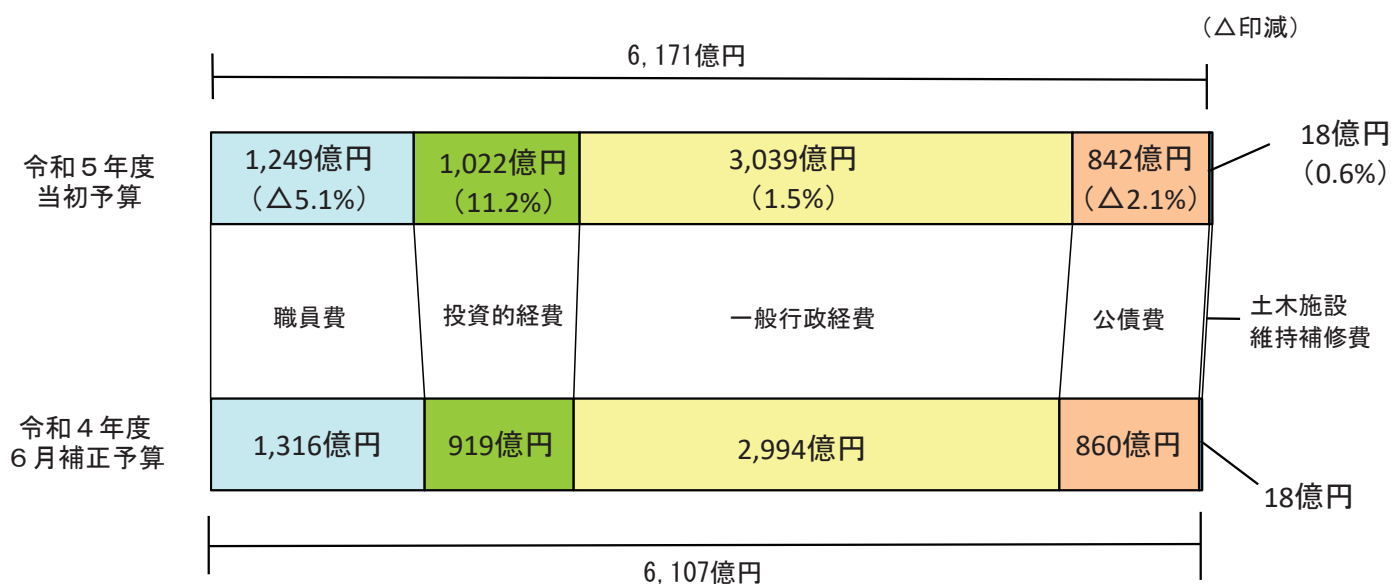 （△印減）
6,171億円
令和５年度
当初予算
1,249億円
（△5.1%）
1,022億円
（11.2%）
3,039億円
（1.5%）
842億円
（△2.1%）
18億円
（0.6%）
職員費
投資的経費
一般行政経費
公債費
土木施設
維持補修費
令和４年度
６月補正予算
1,316億円
919億円
2,994億円
860億円
18億円
6,107億円